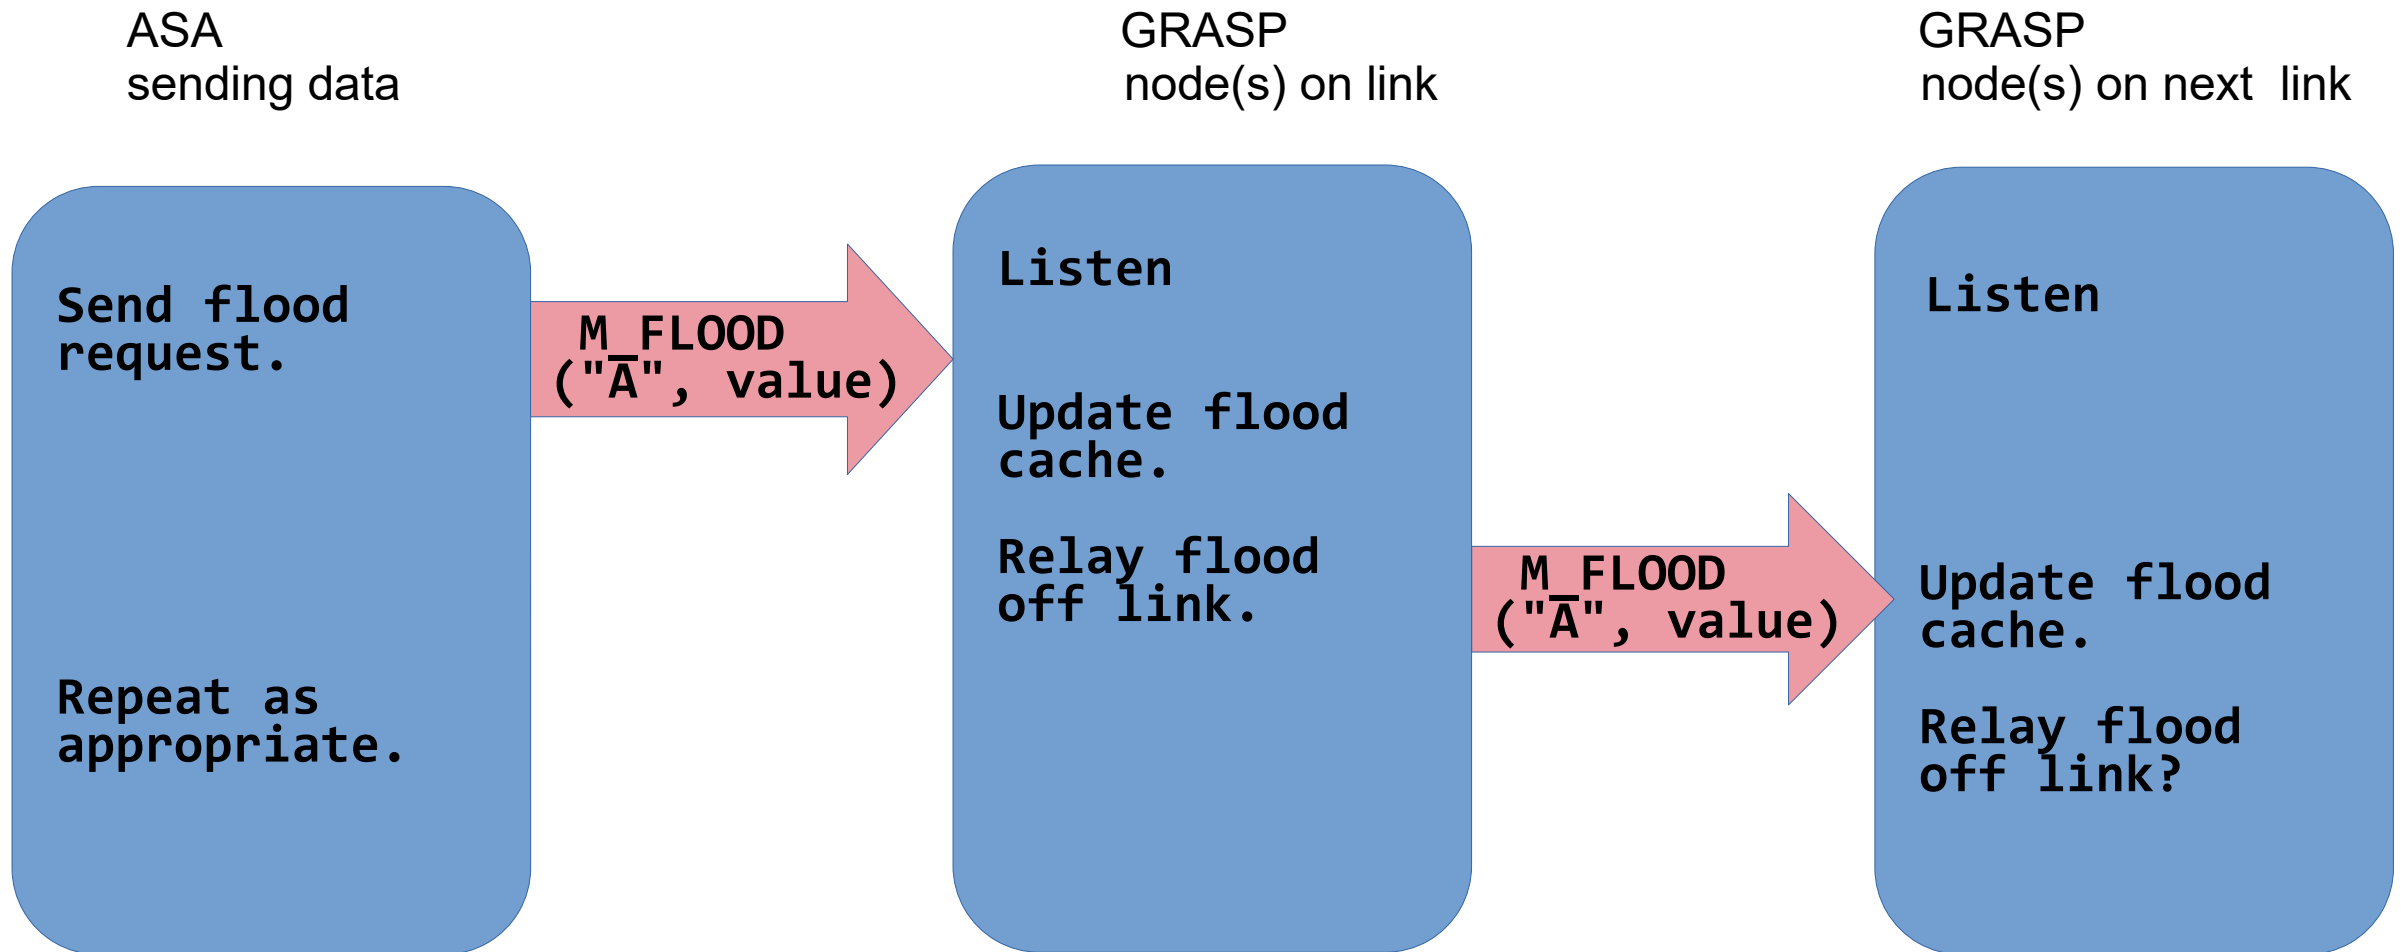 ASA
sending data
GRASP
node(s) on link
GRASP
node(s) on next  link
Send flood
request.
Repeat as
appropriate.
M_FLOOD
("A", value)
Listen
Update flood
cache.
Relay flood
off link.
M_FLOOD
("A", value)
Listen
Update flood
cache.
Relay flood
off link?